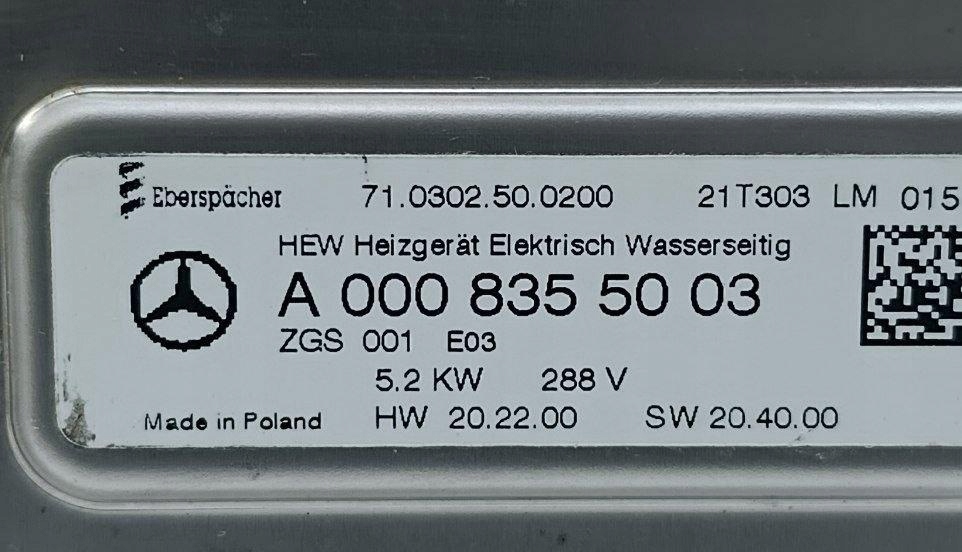 Eberspächer 71.0302.50.0200 21T303 LM 015
HEW Heizgerät Elektrisch Wasserseitig
A 000 835 50 03
ZGS 001 E03
5.2 KW 288 V
Made in Poland HW 20.22.00 SW 20.40.00